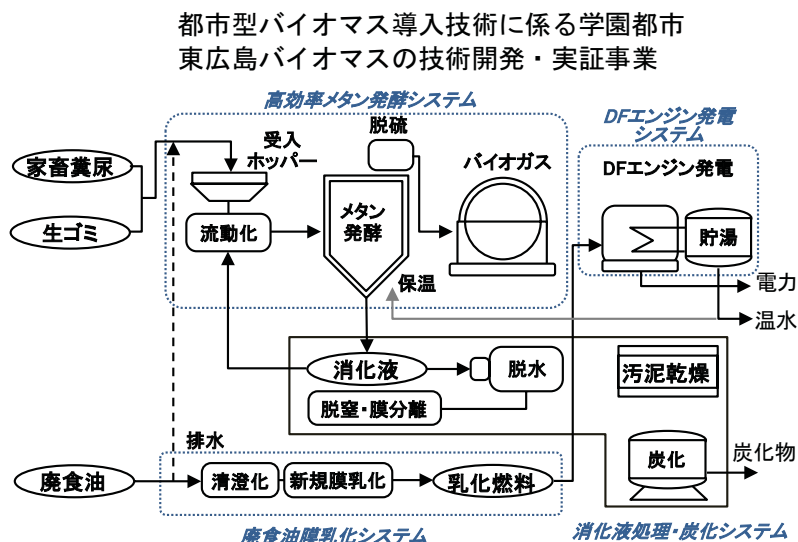 都市型バイオマス導入技術に係る学園都市
東広島バイオマスの技術開発・実証事業
高効率メタン発酵システム
DFエンジン発電
システム
脱硫
受入
ホッパー
バイオガス
DFエンジン発電
家畜糞尿
メタン
発酵
生ゴミ
流動化
貯湯
保温
電力
温水
消化液
脱水
汚泥乾燥
脱窒・膜分離
排水
炭化
炭化物
廃食油
清澄化
新規膜乳化
乳化燃料
廃食油膜乳化システム
消化液処理・炭化システム